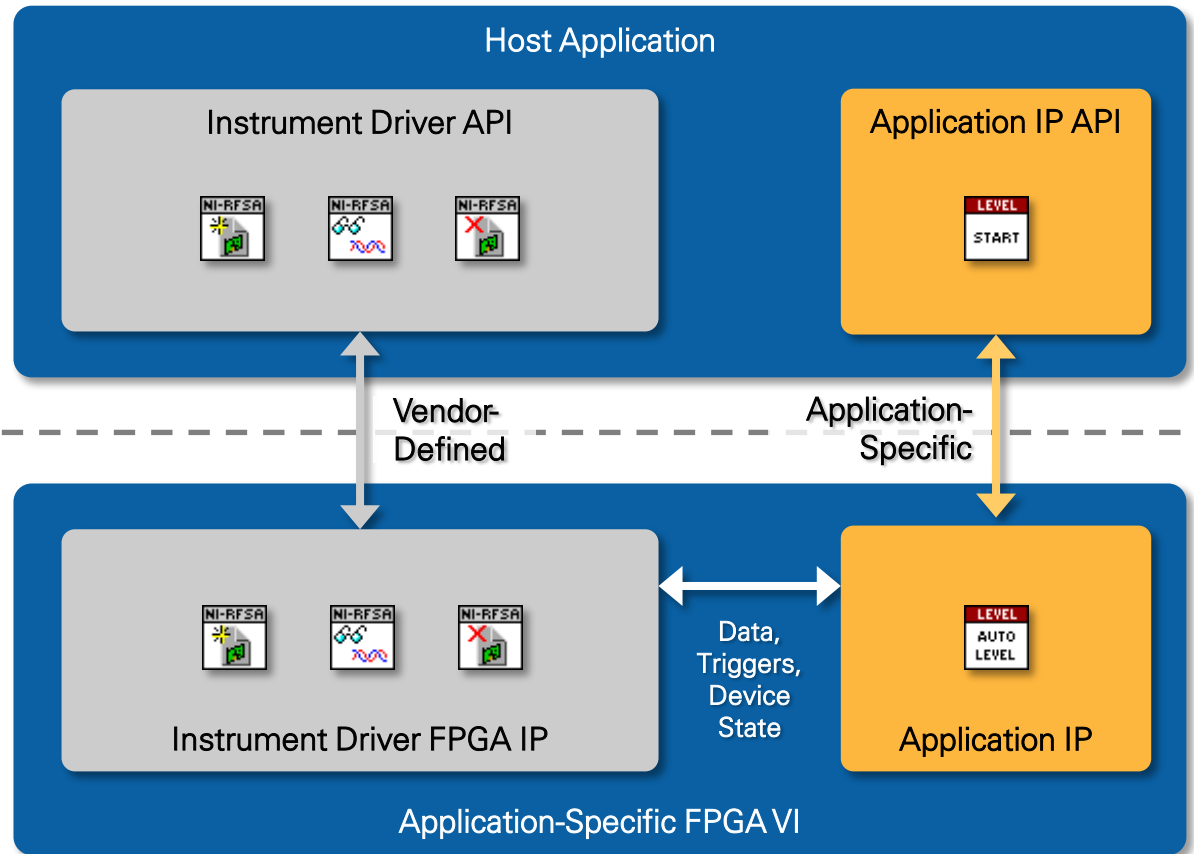 Host Application
Instrument Driver API
Application IP API
NI-RFSA
NI-RFSA
NI-RFSA
LEVEL
START
Vendor-
Defined
Application-
Specific
NI-RFSA
NI-RFSA
NI-RFSA
LEVEL
AUTO
LEVEL
Data,
Triggers,
Device
State
Instrument Driver FPGA IP
Application IP
Application-Specific FPGA VI